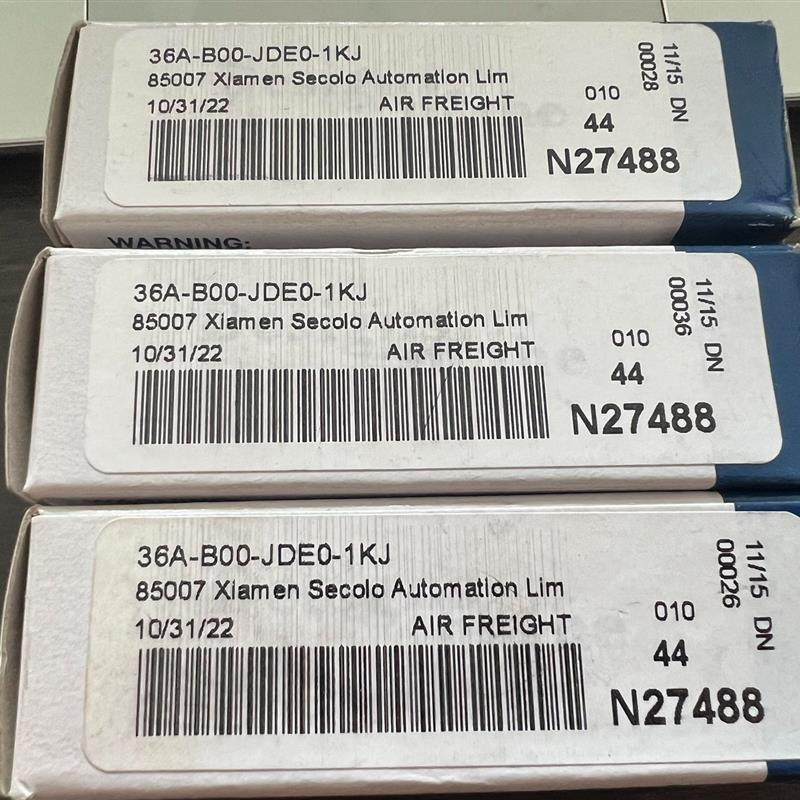 36A-B00-JDE0-1KJ
85007 Xiamen Secolo Automation Lim
10/31/22 AIR FREIGHT
010
44
N27488
11/15 DN
00028
WARNING:
36A-B00-JDE0-1KJ
85007 Xiamen Secolo Automation Lim
10/31/22 AIR FREIGHT
010
44
N27488
11/15 DN
00036
36A-B00-JDE0-1KJ
85007 Xiamen Secolo Automation Lim
10/31/22 AIR FREIGHT
010
44
N27488
11/15 DN
00026